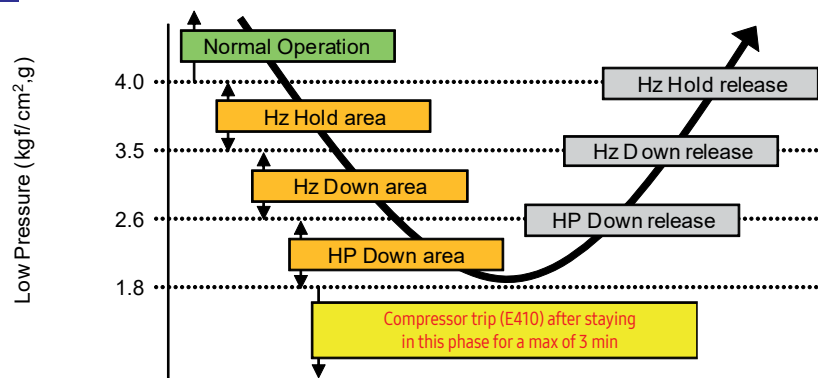 Low Pressure (kgf/cm²,g)
Normal Operation
4.0
Hz Hold release
Hz Hold area
3.5
Hz Down release
Hz Down area
2.6
HP Down release
HP Down area
1.8
Compressor trip (E410) after staying
in this phase for a max of 3 min